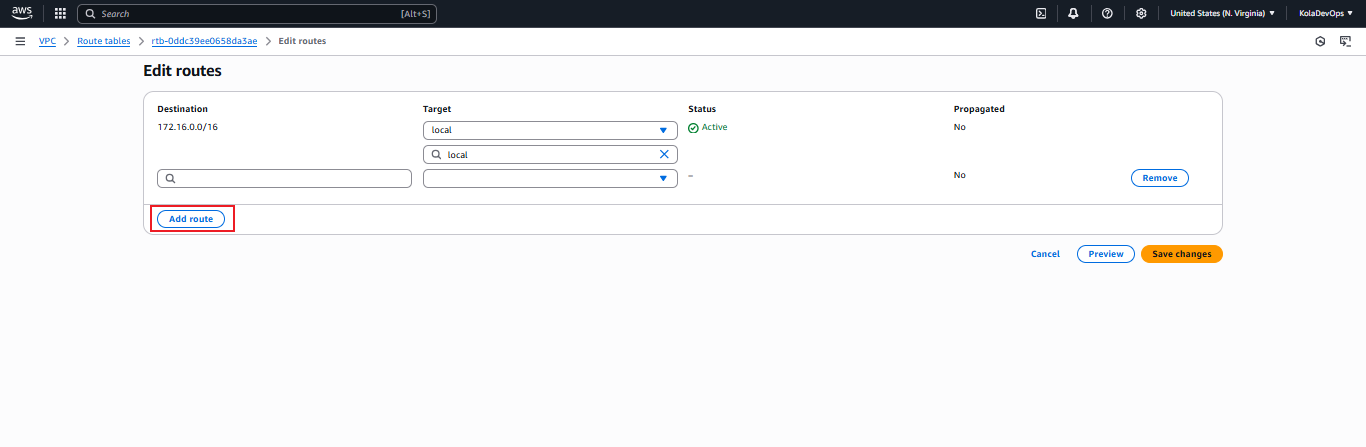 aws Search [Alt+S] United States (N. Virginia) KolaDevOps
VPC Route tables rtb-0ddc39ee0658da3ae Edit routes
Edit routes
Destination Target Status Propagated
172.16.0.0/16 local Active No
local
– No Remove
Add route
Cancel Preview Save changes